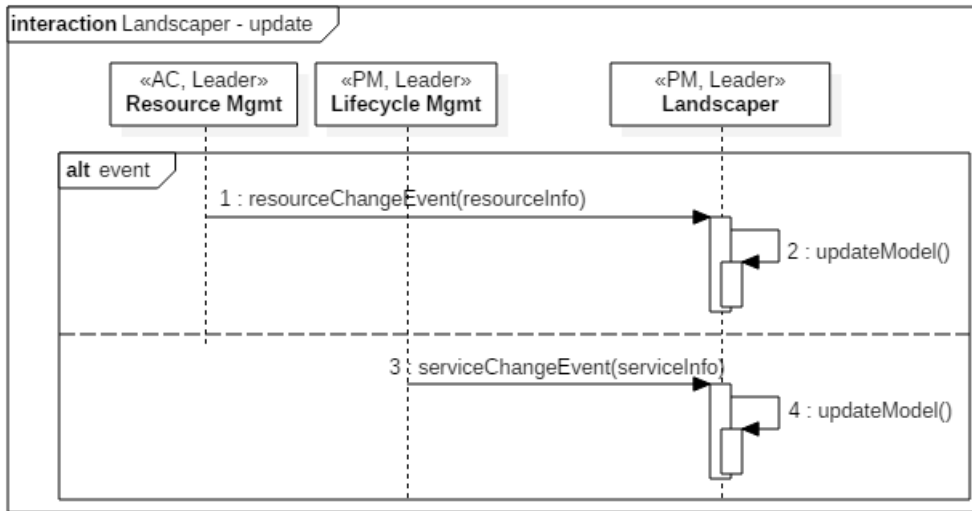 interaction Landscaper - update
«AC, Leader»
Resource Mgmt
«PM, Leader»
Lifecycle Mgmt
«PM, Leader»
Landscaper
alt event
1 : resourceChangeEvent(resourceInfo)
2 : updateModel()
3 : serviceChangeEvent(serviceInfo)
4 : updateModel()